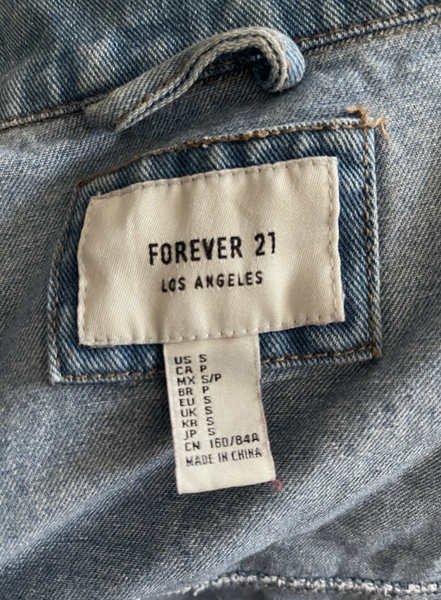 FOREVER 21
LOS ANGELES
US S
CA P
MX S/P
BR P
EU S
UK S
KR S
JP S
CN 160/84A
MADE IN CHINA